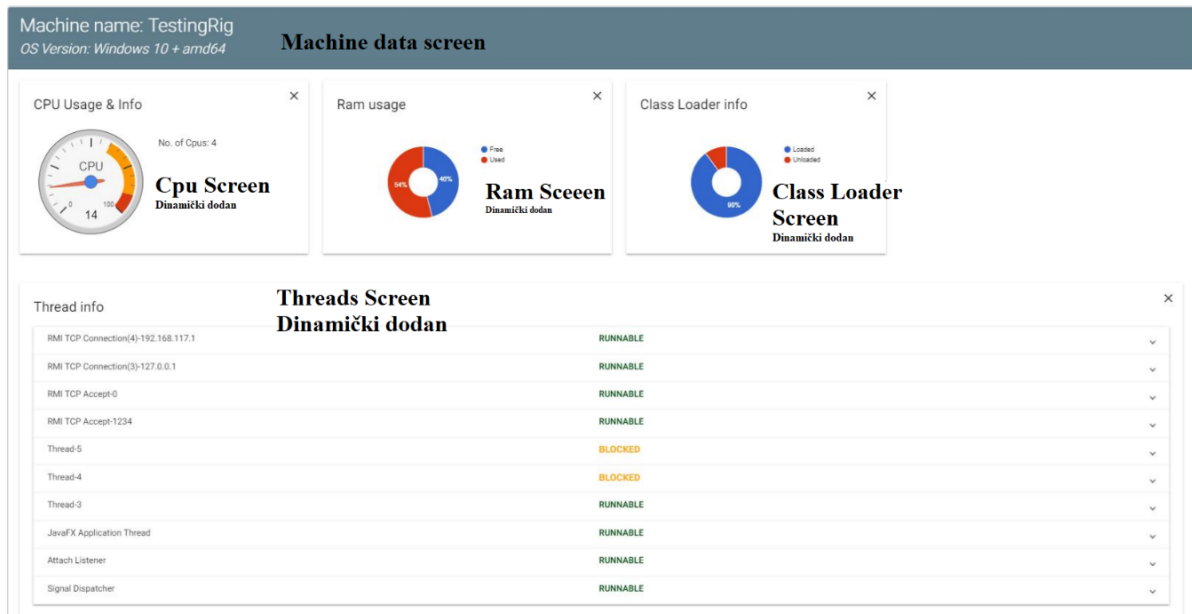 Machine name: TestingRig
OS Version: Windows 10 + amd64
Machine data screen
CPU Usage & Info
No. of Cpus: 4
CPU
0
100
14
Cpu Screen
Dinamički dodan
Ram usage
Free
Used
54%
46%
Ram Sceeen
Dinamički dodan
Class Loader info
Loaded
Unloaded
90%
Class Loader
Screen
Dinamički dodan
Thread info
Threads Screen
Dinamički dodan
RMI TCP Connection(4)-192.168.117.1 RUNNABLE
RMI TCP Connection(3)-127.0.0.1 RUNNABLE
RMI TCP Accept-0 RUNNABLE
RMI TCP Accept-1234 RUNNABLE
Thread-5 BLOCKED
Thread-4 BLOCKED
Thread-3 RUNNABLE
JavaFX Application Thread RUNNABLE
Attach Listener RUNNABLE
Signal Dispatcher RUNNABLE